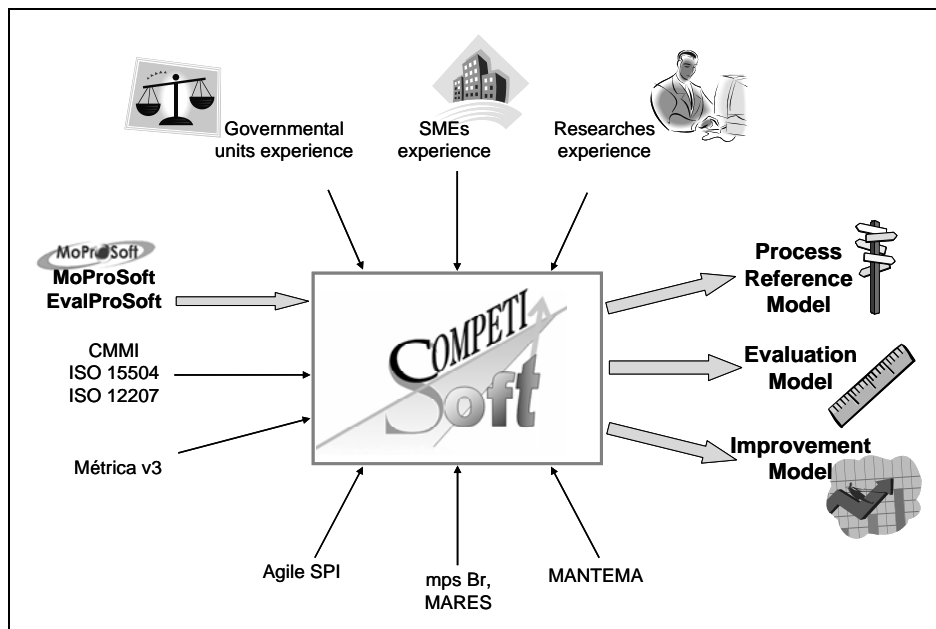 Governmental
units experience
SMEs
experience
Researches
experience
MoProSoft
MoProSoft
EvalProSoft
CMMI
ISO 15504
ISO 12207
Métrica v3
COMPETI
Soft
Process
Reference
Model
Evaluation
Model
Improvement
Model
Agile SPI
mps Br,
MARES
MANTEMA